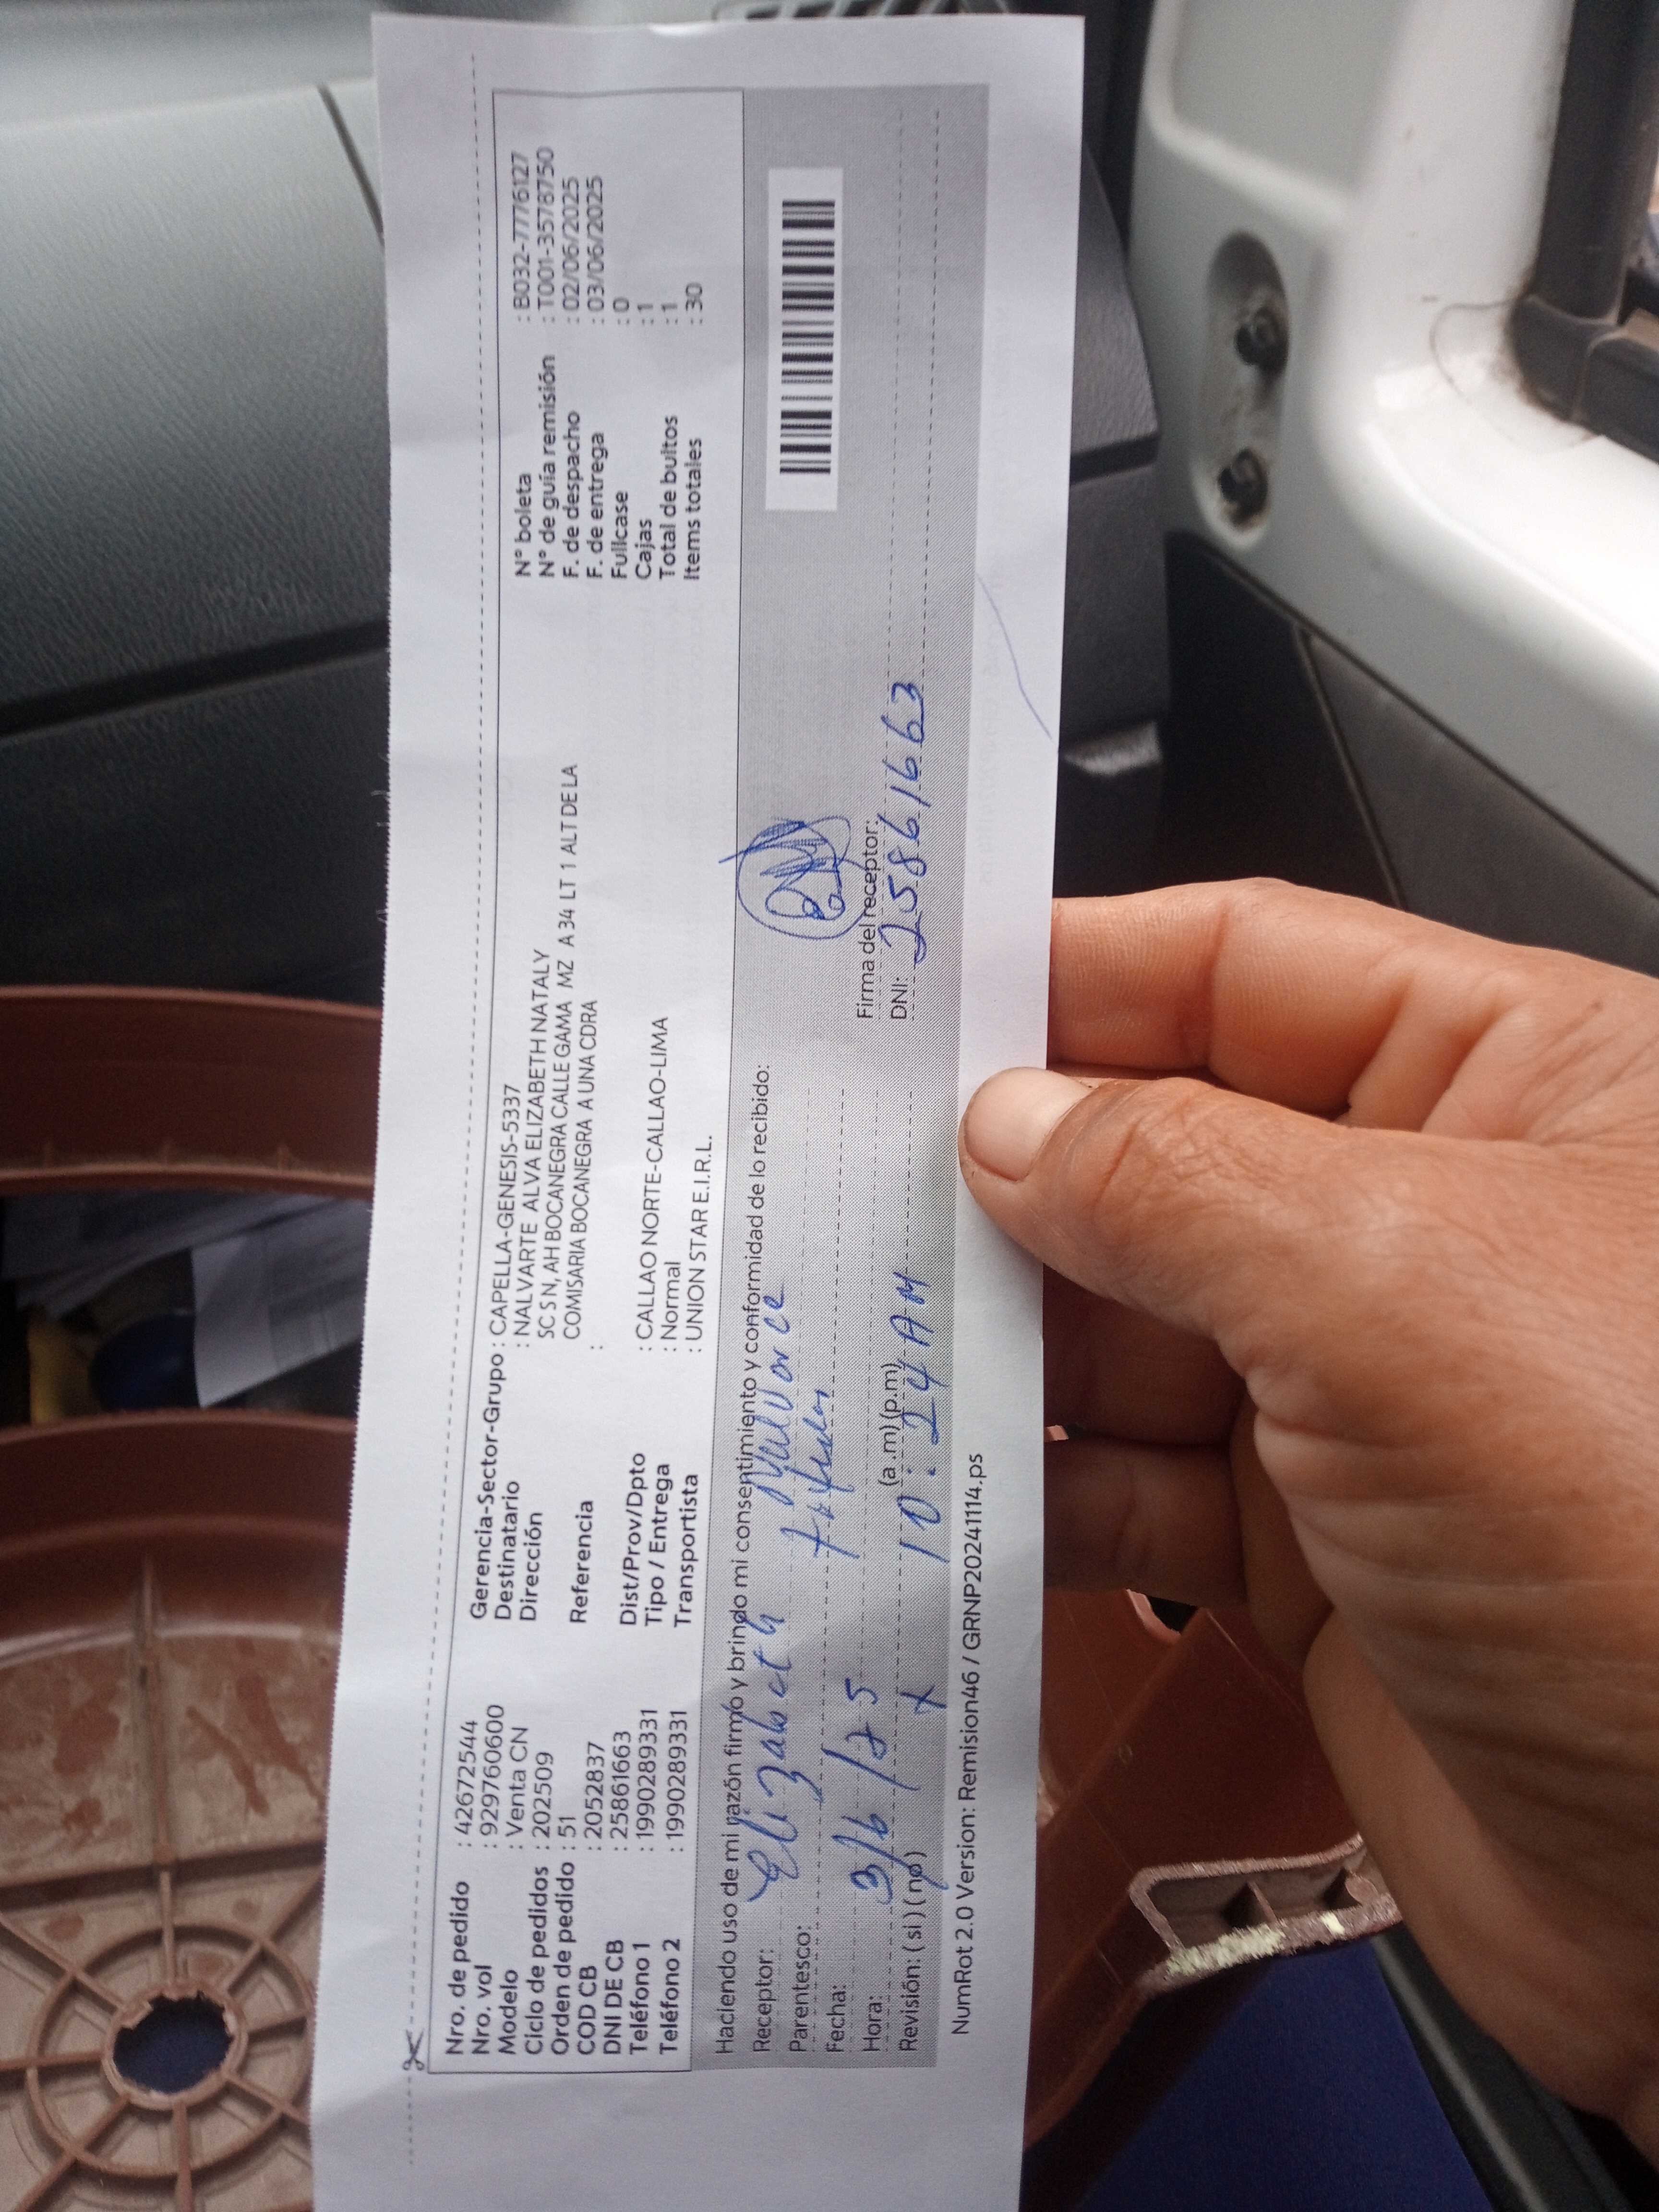 Nro. de pedido : 42672544
Nro. vol : 9297760600
Modelo : Venta CN
Ciclo de pedidos : 202509
Orden de pedido : 51
COD CB : 2052837
DNI DE CB : 25861663
Teléfono 1 : 1990289331
Teléfono 2 : 1990289331
Gerencia-Sector-Grupo : CAPELLA-GENESIS-5337
Destinatario : NALVARTE ALVA ELIZABETH NATALY
Dirección SC S N, AH BOCANEGRA CALLE GAMA MZ A 34 LT 1 ALT DE LA
COMISARIA BOCANEGRA A UNA CDRA
Referencia :
Dist/Prov/Dpto : CALLAO NORTE-CALLAO-LIMA
Tipo / Entrega : Normal
Transportista : UNION STAR E.I.R.L.
N° boleta : B032-7776127
N° de guía remisión : T001-3578750
F. de despacho : 02/06/2025
F. de entrega : 03/06/2025
Fullcase : 0
Cajas : 1
Total de bultos : 1
Items totales : 30
Haciendo uso de mi razón firmo y brindo mi consentimiento y conformidad de lo recibido:
Receptor: Elizabeth
Parentesco:
Fecha: 3/6/25
Hora: (a.m) (p.m) 10:24 AM
Revisión: ( si ) ( no ) X
Firma del receptor:
DNI: 25861663
NumRot 2.0 Version: Remision46 / GRNP20241114.ps